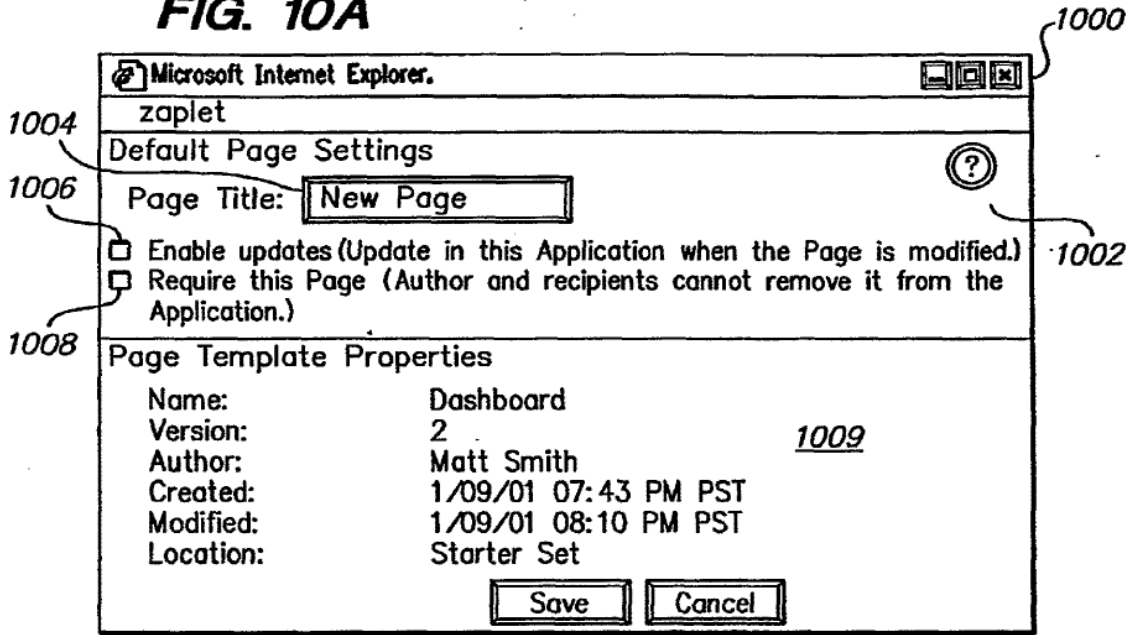 FIG. 10A
1000
Microsoft Internet Explorer.
zaplet
1004
Default Page Settings
?
1006
Page Title: New Page
Enable updates (Update in this Application when the Page is modified.)
1002
Require this Page (Author and recipients cannot remove it from the
Application.)
1008
Page Template Properties
Name: Dashboard
Version: 2
1009
Author: Matt Smith
Created: 1/09/01 07:43 PM PST
Modified: 1/09/01 08:10 PM PST
Location: Starter Set
Save Cancel